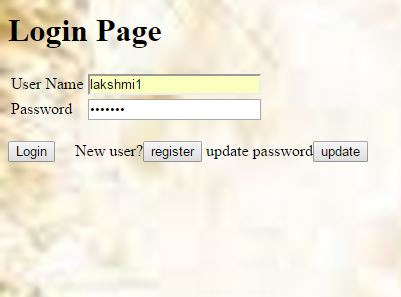 Login Page
User Name lakshmi1
Password •••••••
Login New user? register update password update